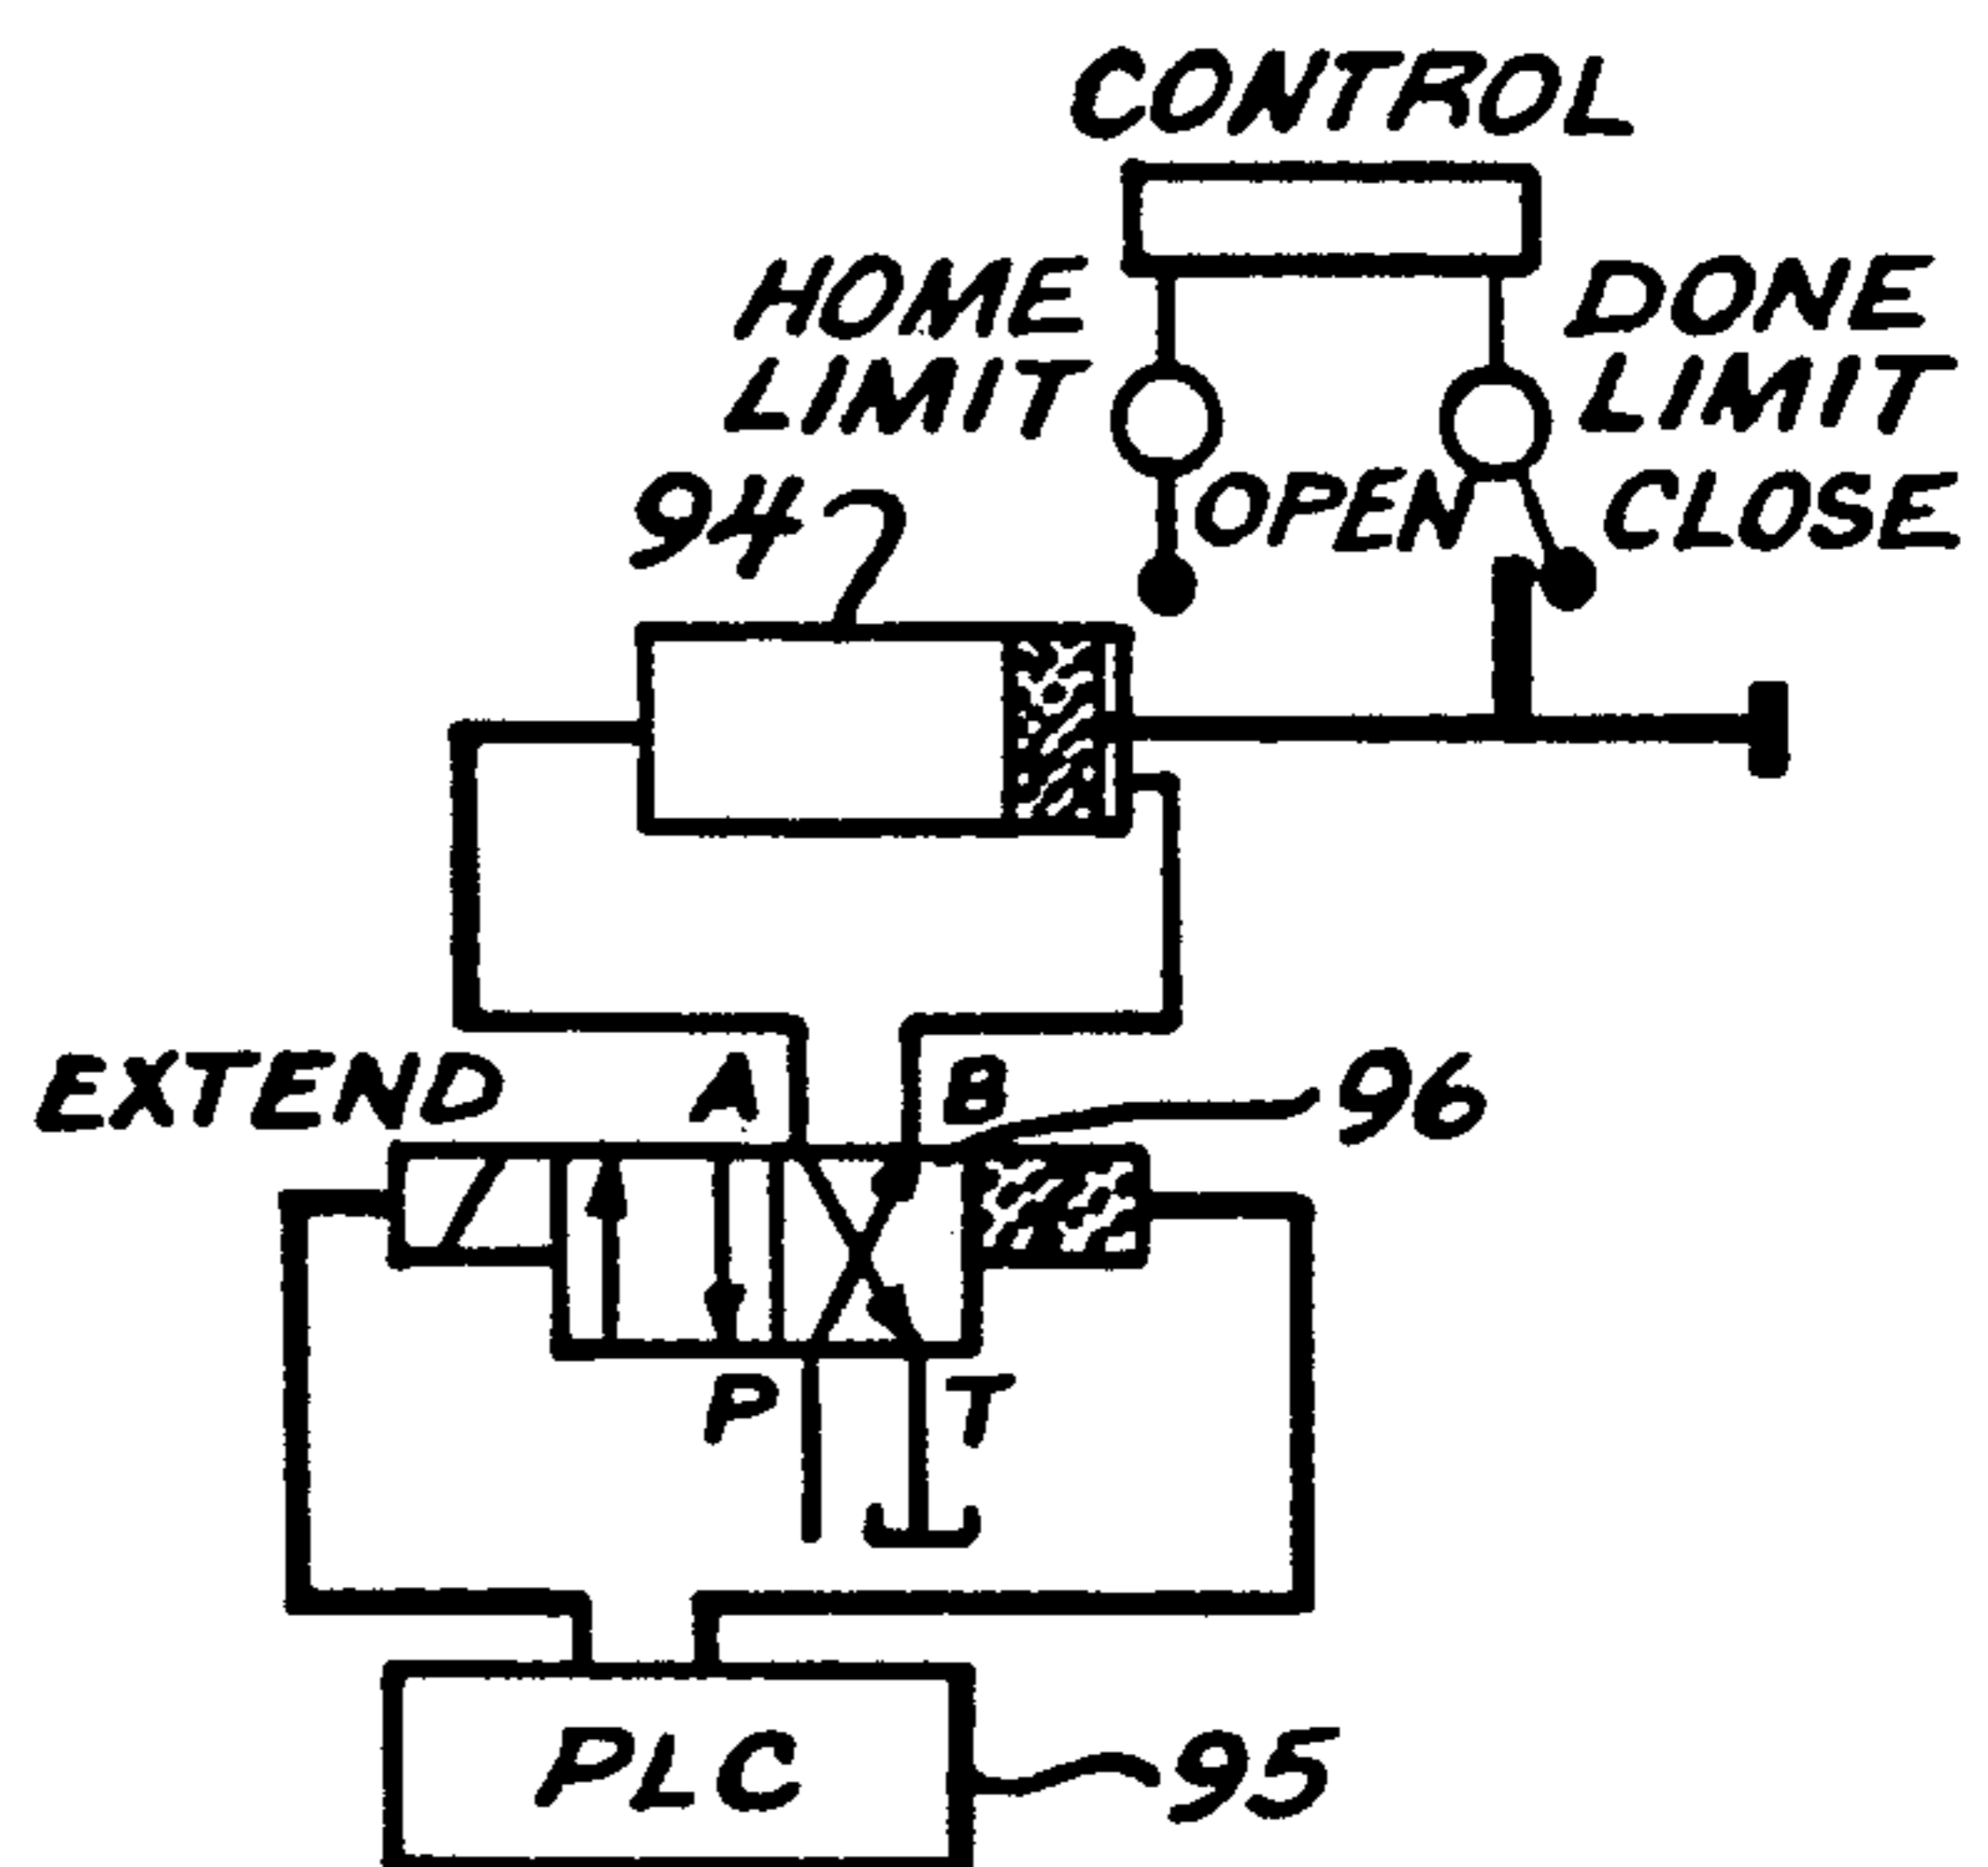 CONTROL
HOME
LIMIT
DONE
LIMIT
OPEN
CLOSE
94
EXTEND
A
B
96
P
T
PLC
95